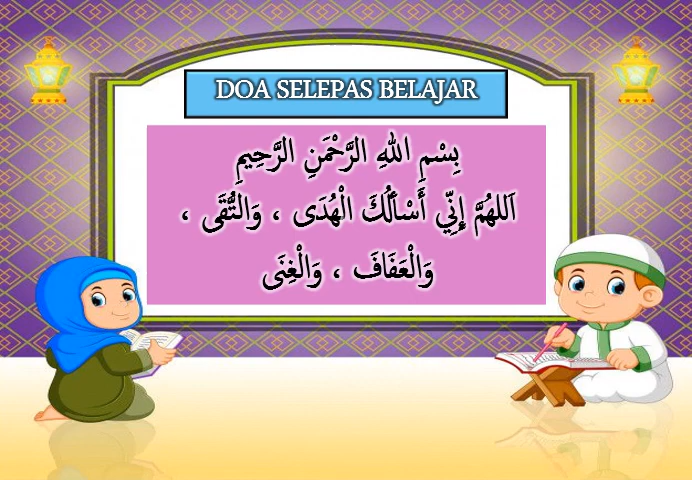 DOA SELEPAS BELAJAR
بِسْمِ اللهِ الرَّحْمَنِ الرَّحِيمِ
اَللهُمَّ إِنِّي أَسْأَلُكَ الْهُدَى ، وَالتُّقَى ،
وَالْعَفَافَ ، وَالْغِنَى